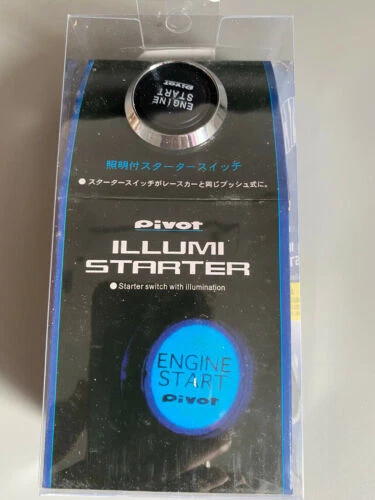 ENGINE
START
pivot
照明付スタータースイッチ
●スタータースイッチがレースカーと同じプッシュ式に。
pivot
ILLUMI
STARTER
●Starter switch with illumination
ENGINE
START
pivot